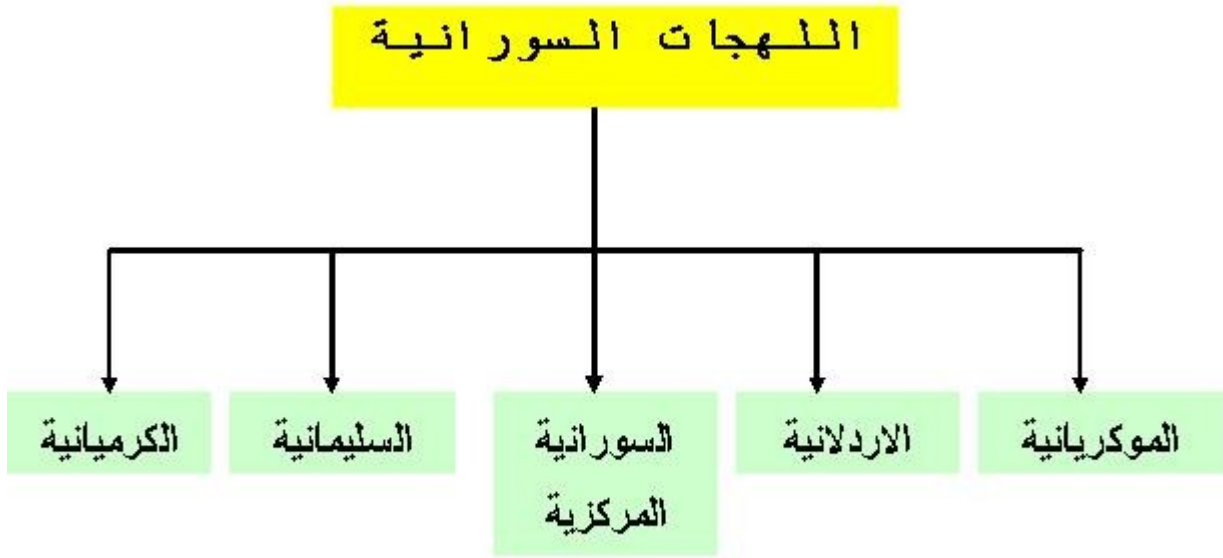 اللهجات السورانية
الموكريانية
الاردلانية
السورانية
المركزية
السليمانية
الكرميانية